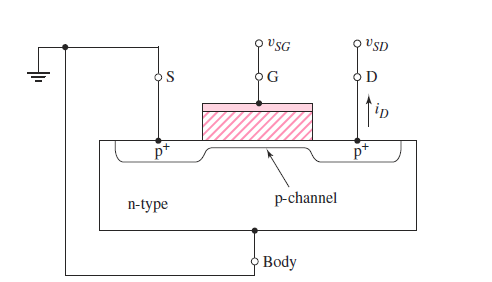 v_SG
v_SD
S
G
D
i_D
p+
p+
n-type
p-channel
Body